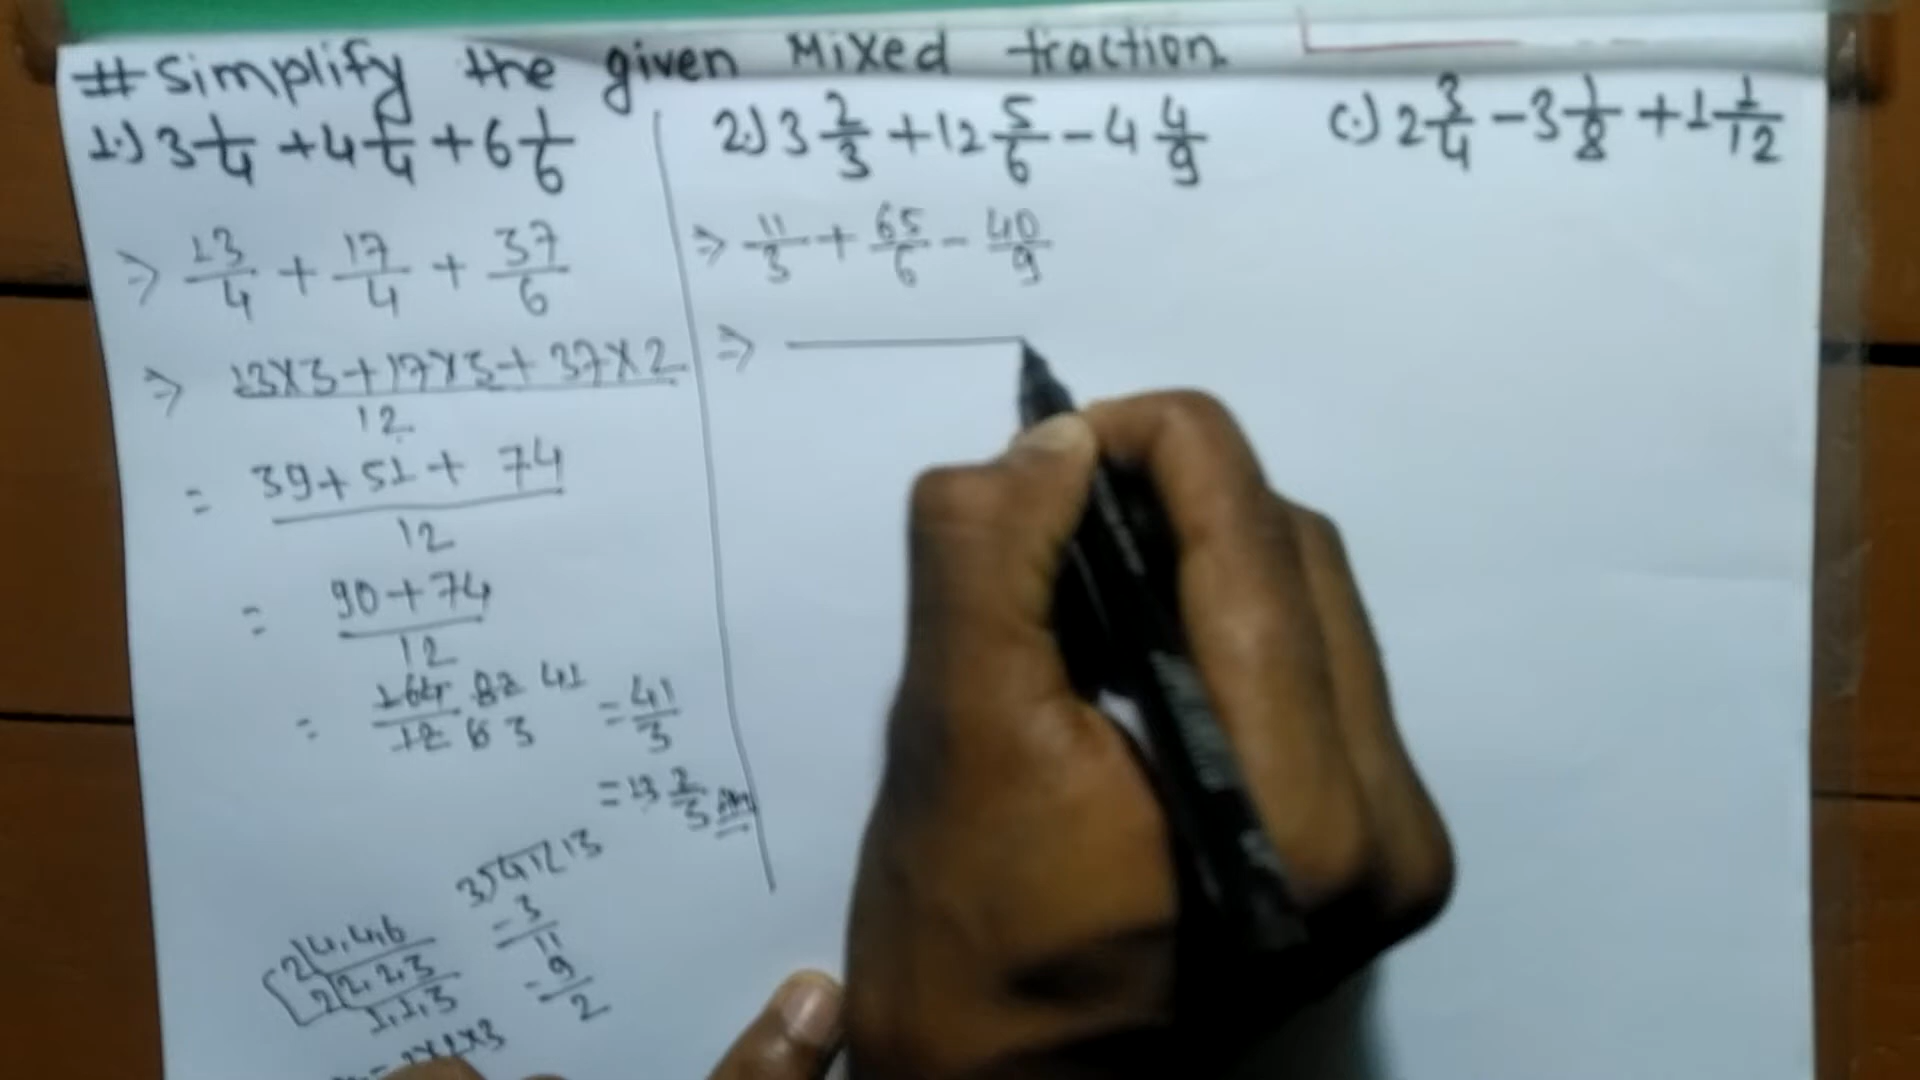 # Simplify the given Mixed fraction
1.) 3 1/4 + 4 1/4 + 6 1/6
⇒ 13/4 + 17/4 + 37/6
⇒ 13×3+17×3+37×2 / 12
= 39+51+ 74 / 12
= 90+74 / 12
= 164/12 82/6 41/3 = 41/3
= 13 2/3 Ans
3)41(13
-3
11
-9
2
2|4,4,6
2|2,2,3
1,1,3
2.) 3 2/3 + 12 5/6 - 4 4/9
⇒ 11/3 + 65/6 - 40/9
⇒
c.) 2 3/4 - 3 1/8 + 1 1/12